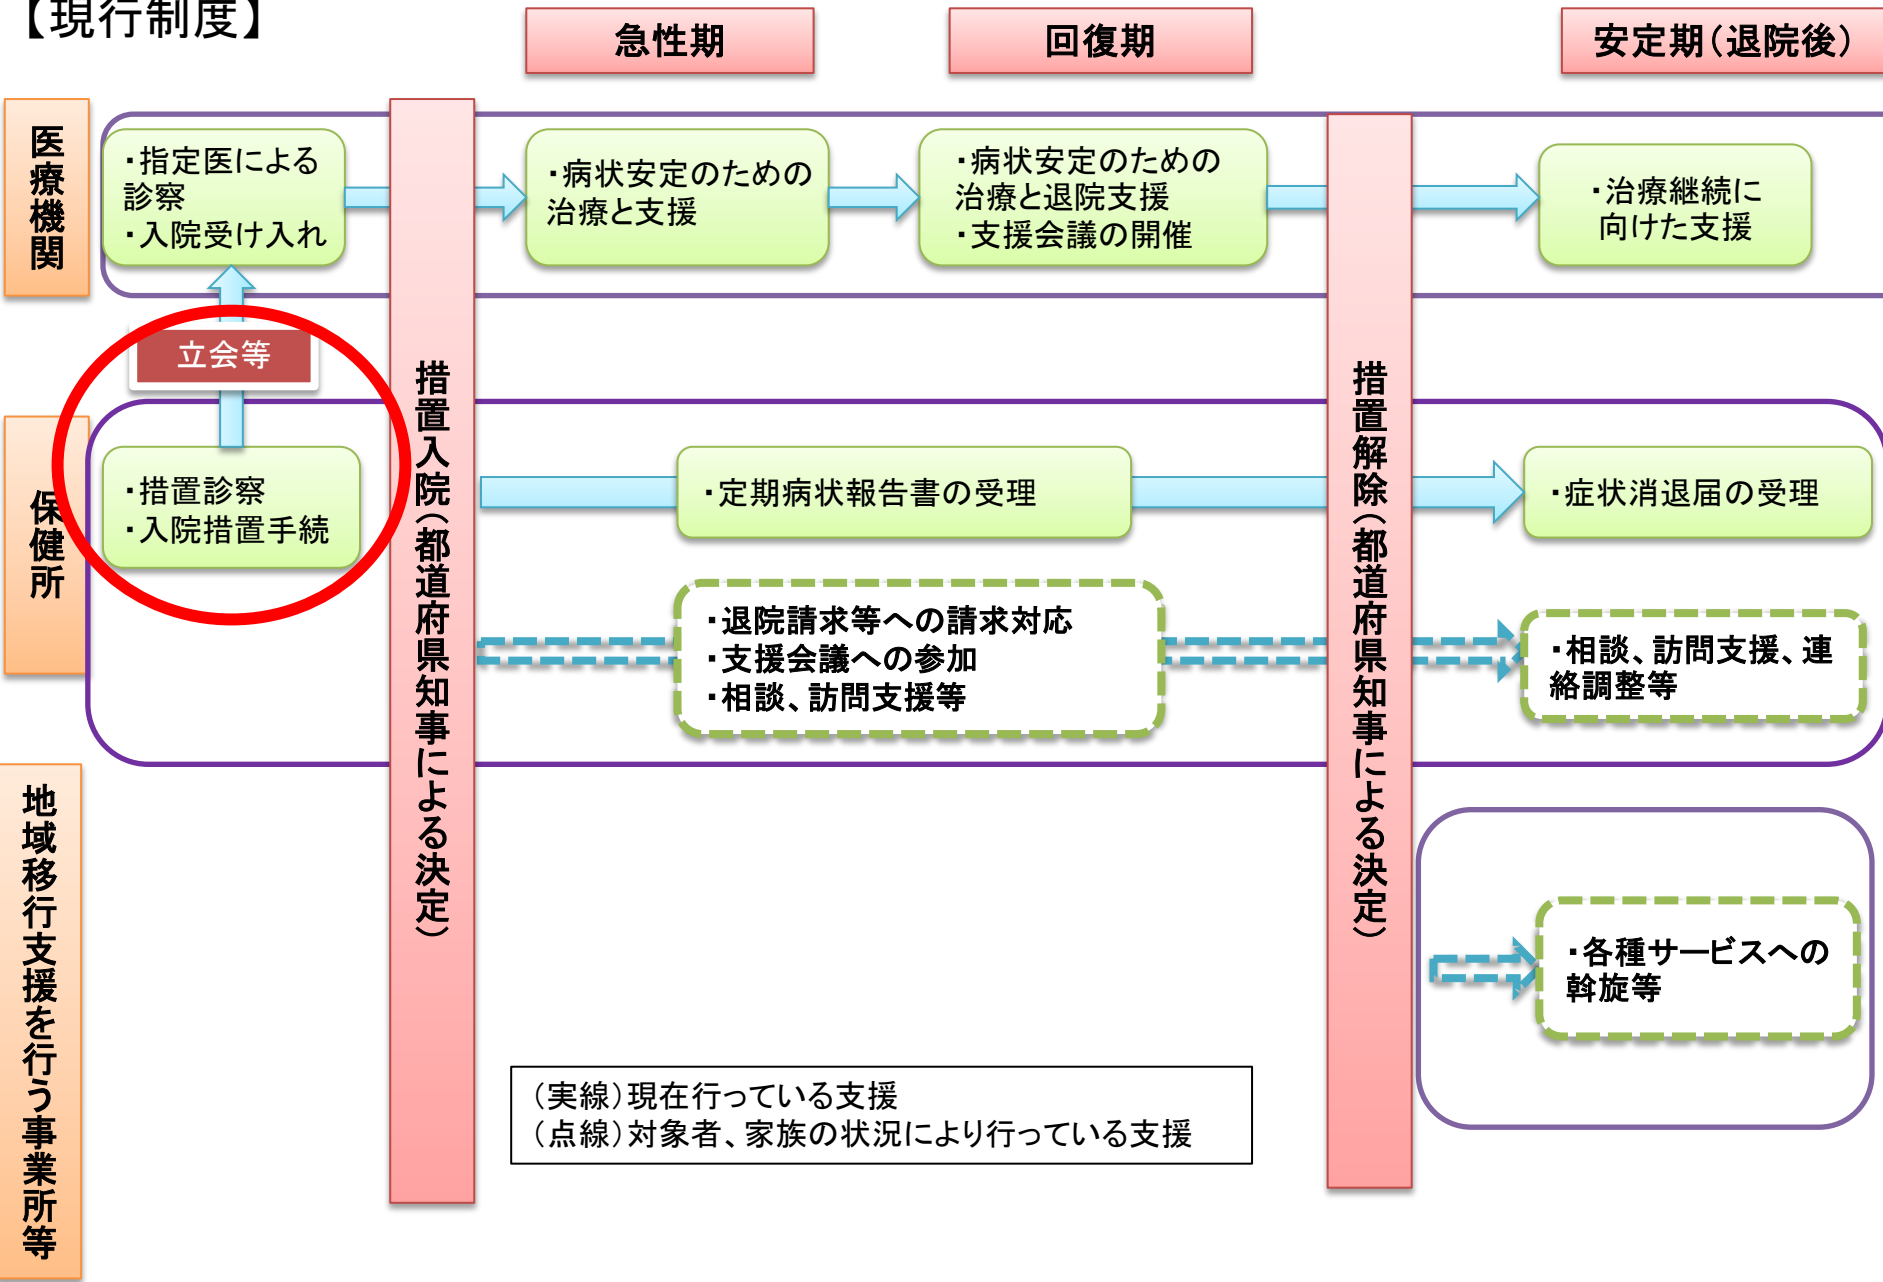 【現行制度】
急性期
回復期
安定期(退院後)
医療機関
・指定医による
診察
・入院受け入れ
・病状安定のための
治療と支援
・病状安定のための
治療と退院支援
・支援会議の開催
・治療継続に
向けた支援
立会等
措置入院(都道府県知事による決定)
措置解除(都道府県知事による決定)
保健所
・措置診察
・入院措置手続
・定期病状報告書の受理
・症状消退届の受理
・退院請求等への請求対応
・支援会議への参加
・相談、訪問支援等
・相談、訪問支援、連
絡調整等
地域移行支援を行う事業所等
・各種サービスへの
斡旋等
(実線)現在行っている支援
(点線)対象者、家族の状況により行っている支援